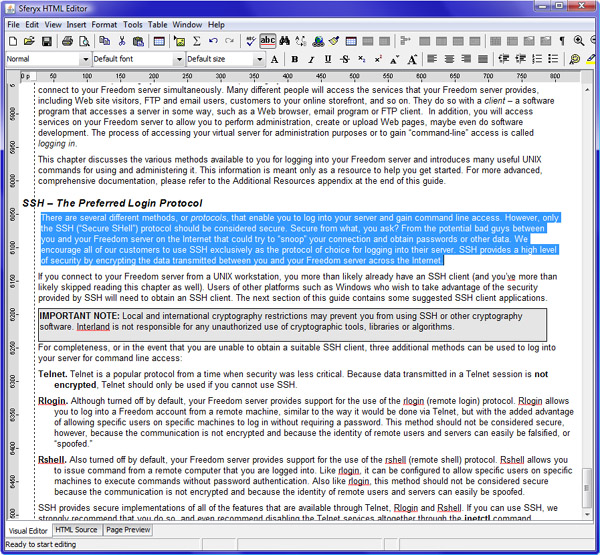 Sferyx HTML Editor
File Edit View Insert Format Tools Table Window Help
Normal Default font Default size
0 p 50 100 150 200 250 300 350 400 450 500 550 600 650 700 750 800
connect to your Freedom server simultaneously. Many different people will access the services that your Freedom server provides,
including Web site visitors, FTP and email users, customers to your online storefront, and so on. They do so with a client – a software
program that accesses a server in some way, such as a Web browser, email program or FTP client. In addition, you will access
services on your Freedom server to allow you to perform administration, create or upload Web pages, maybe even do software
development. The process of accessing your virtual server for administration purposes or to gain “command-line” access is called
logging in.
This chapter discusses the various methods available to you for logging into your Freedom server and introduces many useful UNIX
commands for using and administering it. This information is meant only as a resource to help you get started. For more advanced,
comprehensive documentation, please refer to the Additional Resources appendix at the end of this guide.
SSH – The Preferred Login Protocol
There are several different methods, or protocols, that enable you to log into your server and gain command line access. However, only
the SSH (“Secure SHell”) protocol should be considered secure. Secure from what, you ask? From the potential bad guys between
you and your Freedom server on the Internet that could try to “snoop” your connection and obtain passwords or other data. We
encourage all of our customers to use SSH exclusively as the protocol of choice for logging into their server. SSH provides a high level
of security by encrypting the data transmitted between you and your Freedom server across the Internet.
If you connect to your Freedom server from a UNIX workstation, you more than likely already have an SSH client (and you've more than
likely skipped reading this chapter as well). Users of other platforms such as Windows who wish to take advantage of the security
provided by SSH will need to obtain an SSH client. The next section of this guide contains some suggested SSH client applications.
IMPORTANT NOTE: Local and international cryptography restrictions may prevent you from using SSH or other cryptography
software. Interland is not responsible for any unauthorized use of cryptographic tools, libraries or algorithms.
For completeness, or in the event that you are unable to obtain a suitable SSH client, three additional methods can be used to log into
your server for command line access:
Telnet. Telnet is a popular protocol from a time when security was less critical. Because data transmitted in a Telnet session is not
encrypted, Telnet should only be used if you cannot use SSH.
Rlogin. Although turned off by default, your Freedom server provides support for the use of the rlogin (remote login) protocol. Rlogin allows
you to log into a Freedom account from a remote machine, similar to the way it would be done via Telnet, but with the added advantage
of allowing specific users on specific machines to log in without requiring a password. This method should not be considered secure,
however, because the communication is not encrypted and because the identity of remote users and servers can easily be falsified, or
“spoofed.”
Rshell. Also turned off by default, your Freedom server provides support for the use of the rshell (remote shell) protocol. Rshell allows you
to issue command from a remote computer that you are logged into. Like rlogin, it can be configured to allow specific users on specific
machines to execute commands without password authentication. Also like rlogin, this method should not be considered secure
because the communication is not encrypted and because the identity of remote users and servers can easily be spoofed.
SSH provides secure implementations of all of the features that are available through Telnet, Rlogin and Rshell. If you can use SSH, we
strongly recommend that you do so, and even recommend disabling the Telnet services altogether through the inetctl command.
Visual Editor HTML Source Page Preview
Ready to start editing